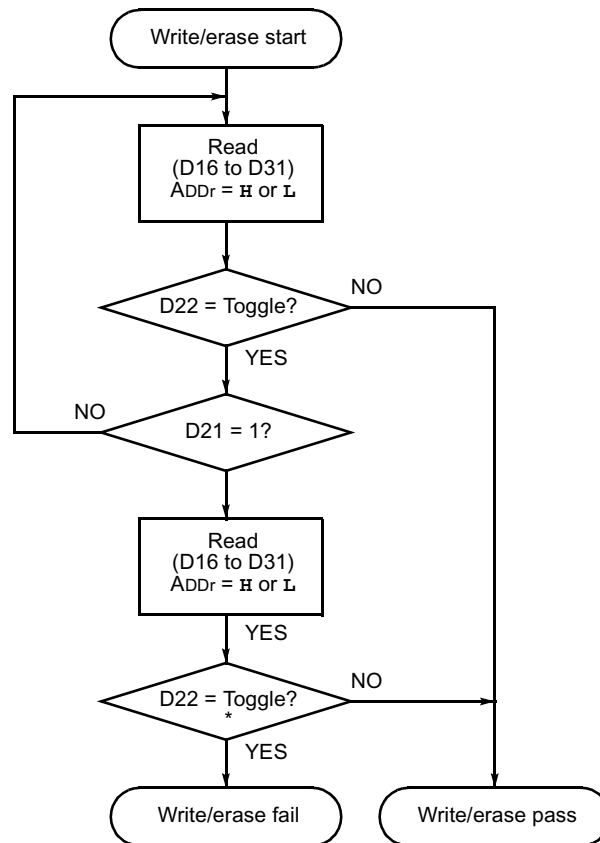 Write/erase start
Read
(D16 to D31)
ADDr = H or L
D22 = Toggle?
NO
YES
NO
D21 = 1?
Read
(D16 to D31)
ADDr = H or L
YES
D22 = Toggle?
*
NO
YES
Write/erase fail
Write/erase pass